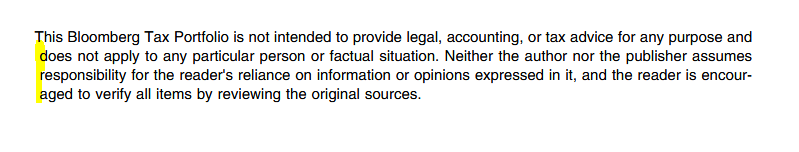 This Bloomberg Tax Portfolio is not intended to provide legal, accounting, or tax advice for any purpose and
does not apply to any particular person or factual situation. Neither the author nor the publisher assumes
responsibility for the reader's reliance on information or opinions expressed in it, and the reader is encour-
aged to verify all items by reviewing the original sources.